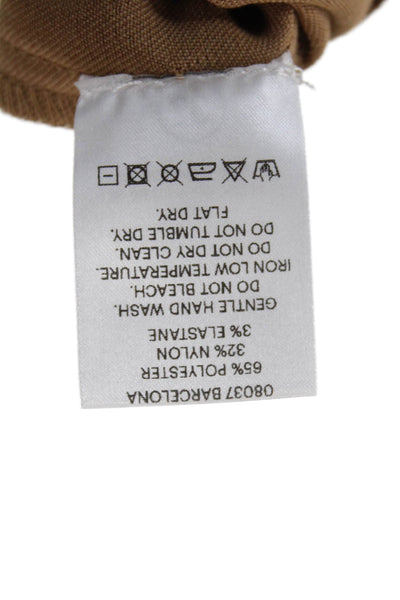 08037 BARCELONA
65% POLYESTER
32% NYLON
3% ELASTANE
GENTLE HAND WASH.
DO NOT BLEACH.
IRON LOW TEMPERATURE.
DO NOT DRY CLEAN.
DO NOT TUMBLE DRY.
FLAT DRY.